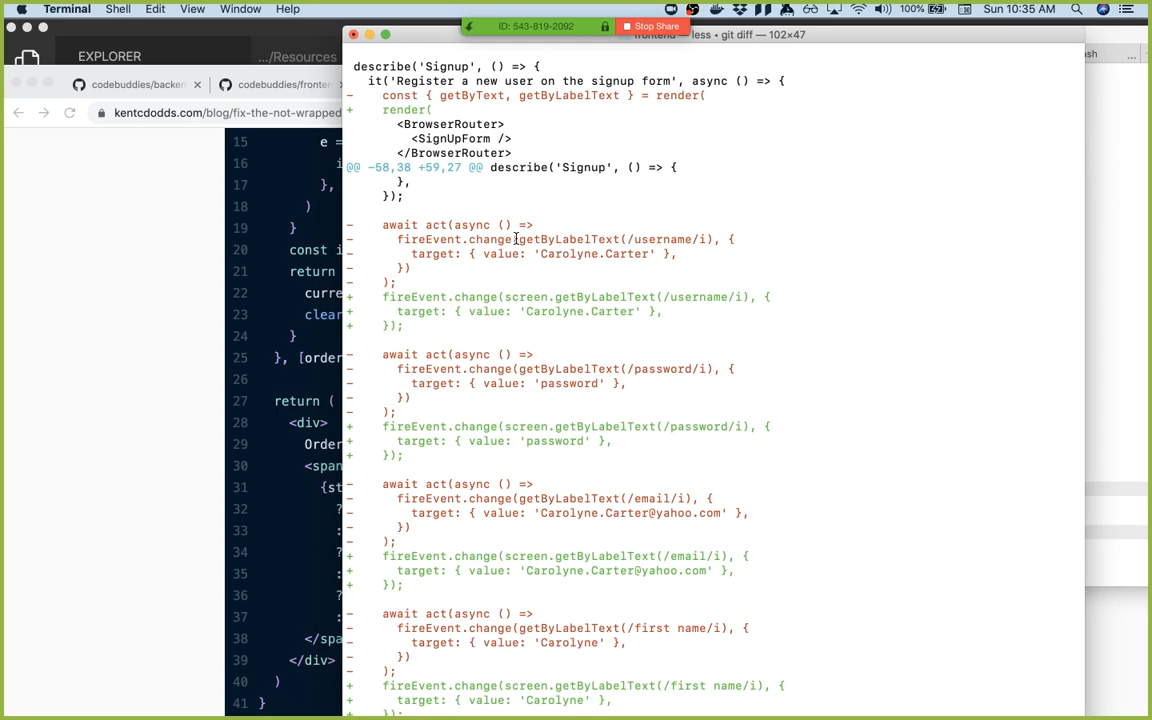 Terminal Shell Edit View Window Help
100% Sun 10:35 AM
ID: 543-819-2092 Stop Share
less • git diff — 102×47
EXPLORER
.../Resources
codebuddies/backen
codebuddies/fronten
kentcdodds.com/blog/fix-the-not-wrapped
15 e =
16 i
17 },
18 )
19 }
20 const i
21 return
22 curre
23 clear
24 }
25 }, [order
26
27 return (
28 <div>
29 Order
30 <span
31 {st
32 ?
33 :
34 ?
35 :
36 ?
37 :
38 </spa
39 </div>
40 )
41 }
describe('Signup', () => {
it('Register a new user on the signup form', async () => {
- const { getByText, getByLabelText } = render(
+ render(
<BrowserRouter>
<SignUpForm />
</BrowserRouter>
@@ -58,38 +59,27 @@ describe('Signup', () => {
},
});
- await act(async () =>
- fireEvent.change(getByLabelText(/username/i), {
- target: { value: 'Carolyne.Carter' },
- })
- );
+ fireEvent.change(screen.getByLabelText(/username/i), {
+ target: { value: 'Carolyne.Carter' },
+ });
- await act(async () =>
- fireEvent.change(getByLabelText(/password/i), {
- target: { value: 'password' },
- })
- );
+ fireEvent.change(screen.getByLabelText(/password/i), {
+ target: { value: 'password' },
+ });
- await act(async () =>
- fireEvent.change(getByLabelText(/email/i), {
- target: { value: 'Carolyne.Carter@yahoo.com' },
- })
- );
+ fireEvent.change(screen.getByLabelText(/email/i), {
+ target: { value: 'Carolyne.Carter@yahoo.com' },
+ });
- await act(async () =>
- fireEvent.change(getByLabelText(/first name/i), {
- target: { value: 'Carolyne' },
- })
- );
+ fireEvent.change(screen.getByLabelText(/first name/i), {
+ target: { value: 'Carolyne' },
+ });